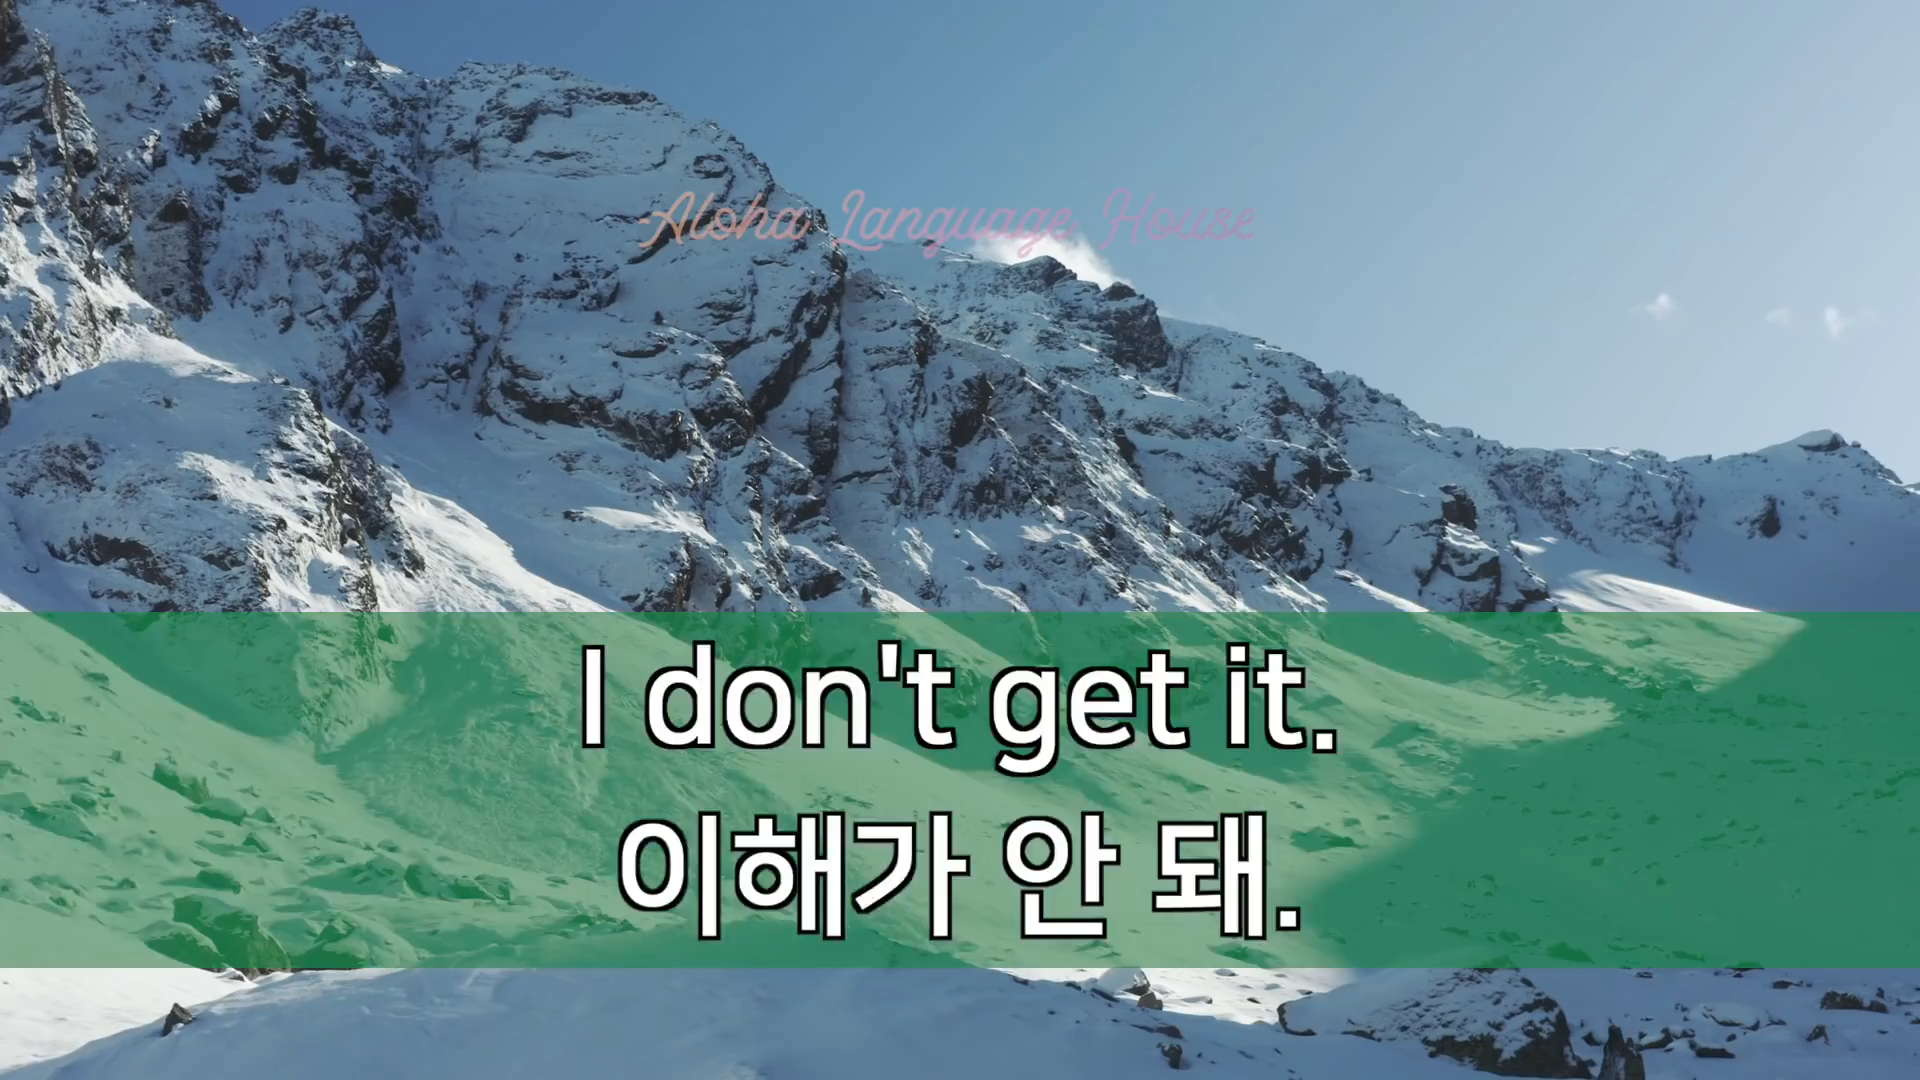 Aloha Language House
I don't get it.
이해가 안 돼.